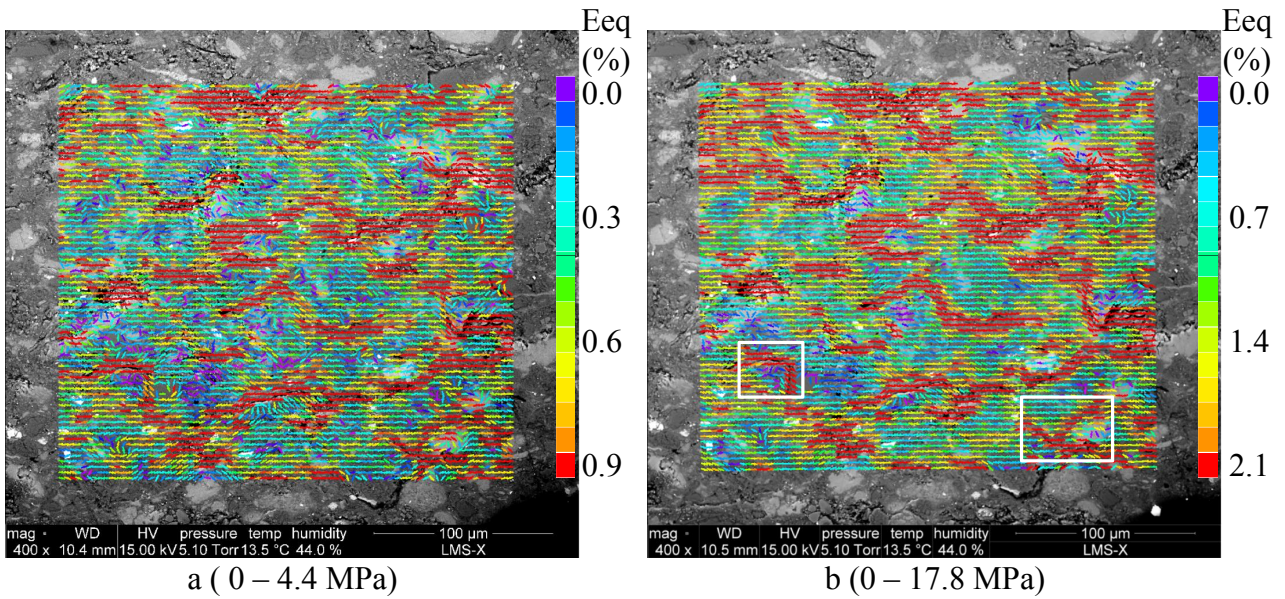 Eeq
(%)
0.0
0.3
0.6
0.9
mag WD HV pressure temp humidity 100 µm
400 x 10.4 mm 15.00 kV 5.10 Torr 13.5 °C 44.0 % LMS-X
a ( 0 – 4.4 MPa)
Eeq
(%)
0.0
0.7
1.4
2.1
mag WD HV pressure temp humidity 100 µm
400 x 10.5 mm 15.00 kV 5.10 Torr 13.5 °C 44.0 % LMS-X
b (0 – 17.8 MPa)